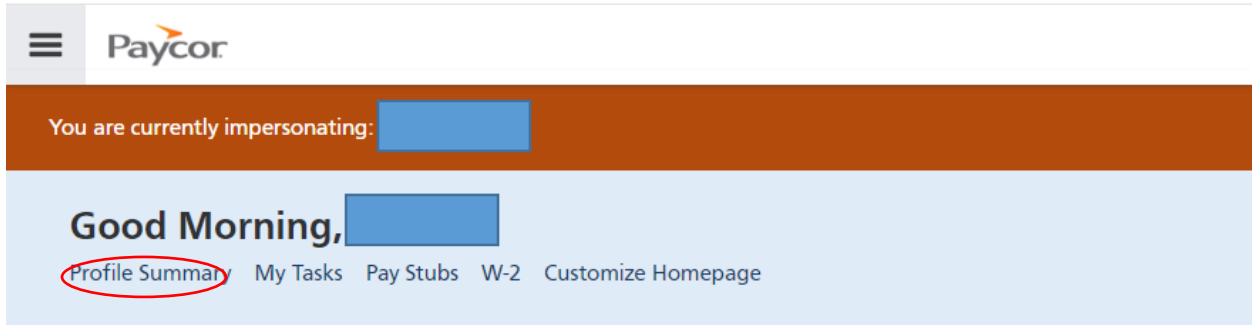 Paycor
You are currently impersonating:
Good Morning,
Profile Summary My Tasks Pay Stubs W-2 Customize Homepage